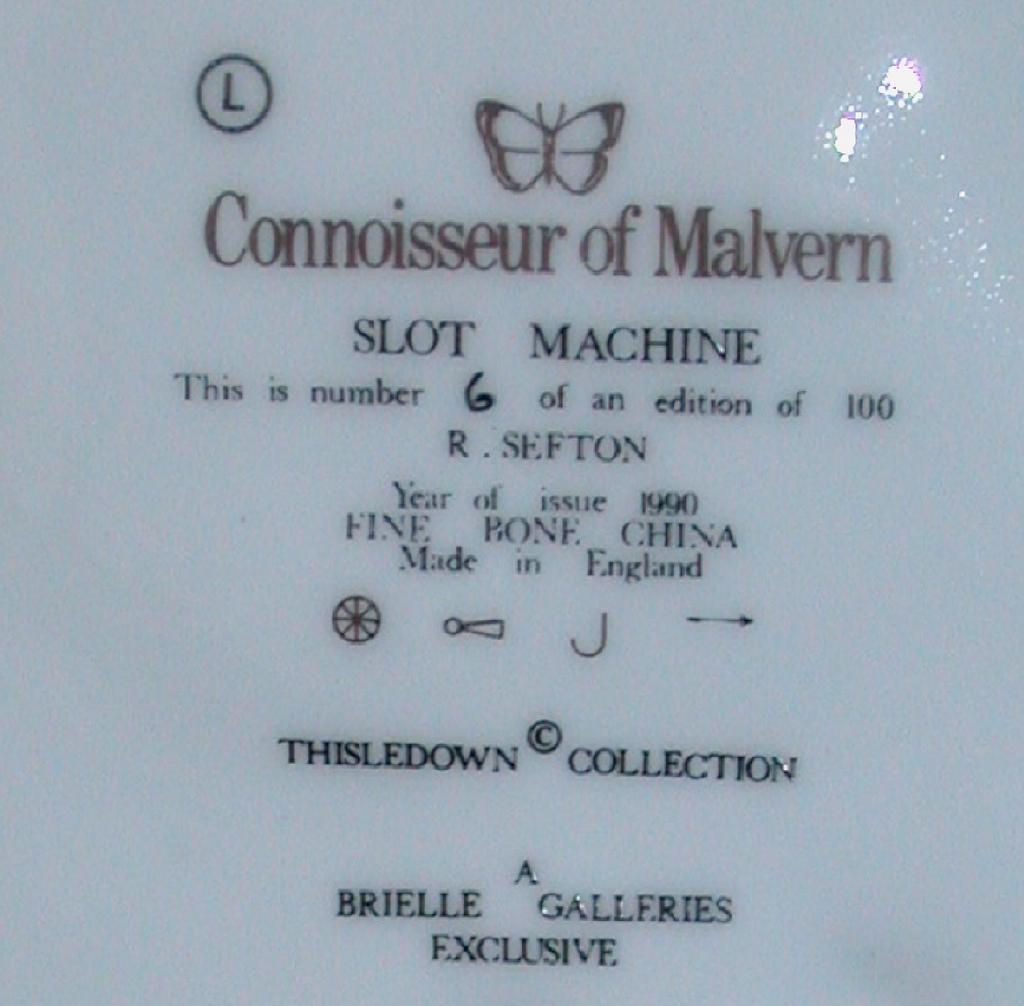 L
Connoisseur of Malvern
SLOT MACHINE
This is number 6 of an edition of 100
R. SEFTON
Year of issue 1990
FINE BONE CHINA
Made in England
THISLEDOWN © COLLECTION
A
BRIELLE GALLERIES
EXCLUSIVE